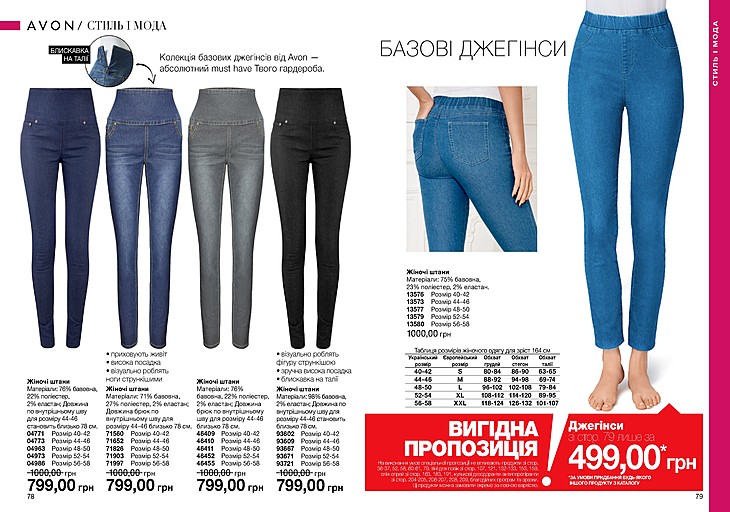 AVON / СТИЛЬ І МОДА
БЛИСКАВКА
НА ТАЛІЇ
Колекція базових джегінсів від Avon —
абсолютний must have Твого гардероба.
• приховують живіт
• висока посадка
• візуально роблять
ноги стрункішими
• візуально роблять
фігуру стрункішою
• зручна висока посадка
• блискавка на талії
Жіночі штани
Матеріали: 76% бавовна,
22% поліестер,
2% еластан; Довжина
по внутрішньому шву
для розміру 44-46
становить близько 78 см.
04771 Розмір 40-42
04773 Розмір 44-46
04963 Розмір 48-50
04973 Розмір 52-54
04986 Розмір 56-58
1000,00 грн
799,00 грн
Жіночі штани
Матеріали: 71% бавовна,
27% поліестер, 2% еластан;
Довжина брюк по
внутрішньому шву для
розміру 44-46 близько 78 см.
71560 Розмір 40-42
71652 Розмір 44-46
71826 Розмір 48-50
71903 Розмір 52-54
71997 Розмір 56-58
1000,00 грн
799,00 грн
Жіночі штани
Матеріали: 76%
бавовна, 22% поліестер,
2% еластан; Довжина
брюк по внутрішньому
шву для розміру
44-46 близько 78 см.
46409 Розмір 40-42
46410 Розмір 44-46
46411 Розмір 48-50
46452 Розмір 52-54
46455 Розмір 56-58
1000,00 грн
799,00 грн
Жіночі штани
Матеріали: 98% бавовна,
2% еластан; Довжина по
внутрішньому шву для
розміру 44-46 становить
близько 78 см.
93602 Розмір 40-42
93609 Розмір 44-46
93667 Розмір 48-50
93671 Розмір 52-54
93721 Розмір 56-58
1000,00 грн
799,00 грн
78
БАЗОВІ ДЖЕГІНСИ
СТИЛЬ І МОДА
Жіночі штани
Матеріали: 75% бавовна,
23% поліестер, 2% еластан.
13576 Розмір 40-42
13573 Розмір 44-46
13577 Розмір 48-50
13579 Розмір 52-54
13580 Розмір 56-58
1000,00 грн
Таблиця розмірів жіночого одягу для зріст 164 см
Український розмір Європейский розмір Обхват грудей Обхват стегон Обхват талії
40-42 S 80-84 86-90 63-65
44-46 M 88-92 94-98 69-74
48-50 L 96-102 102-108 79-84
52-54 XL 108-112 114-120 89-95
56-58 XXL 118-124 126-132 101-107
ВИГІДНА
ПРОПОЗИЦІЯ!
Джегінси
з стор. 79 лише за
499,00* грн
*ЗА УМОВИ ПРИДБАННЯ БУДЬ-ЯКОГО
ІНШОГО ПРОДУКТУ З КАТАЛОГУ
79